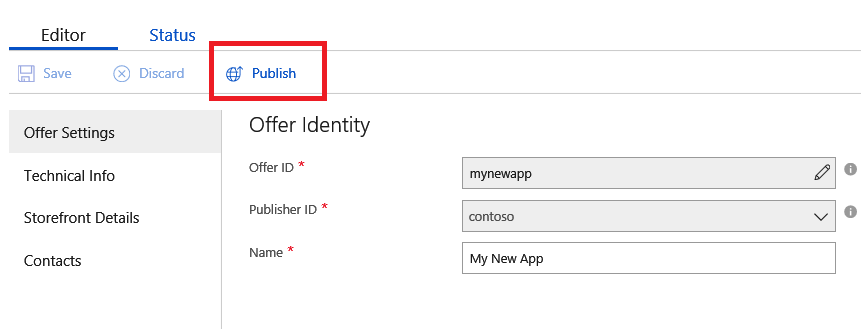 Editor Status
Save Discard Publish
Offer Settings
Technical Info
Storefront Details
Contacts
Offer Identity
Offer ID * mynewapp
Publisher ID * contoso
Name * My New App